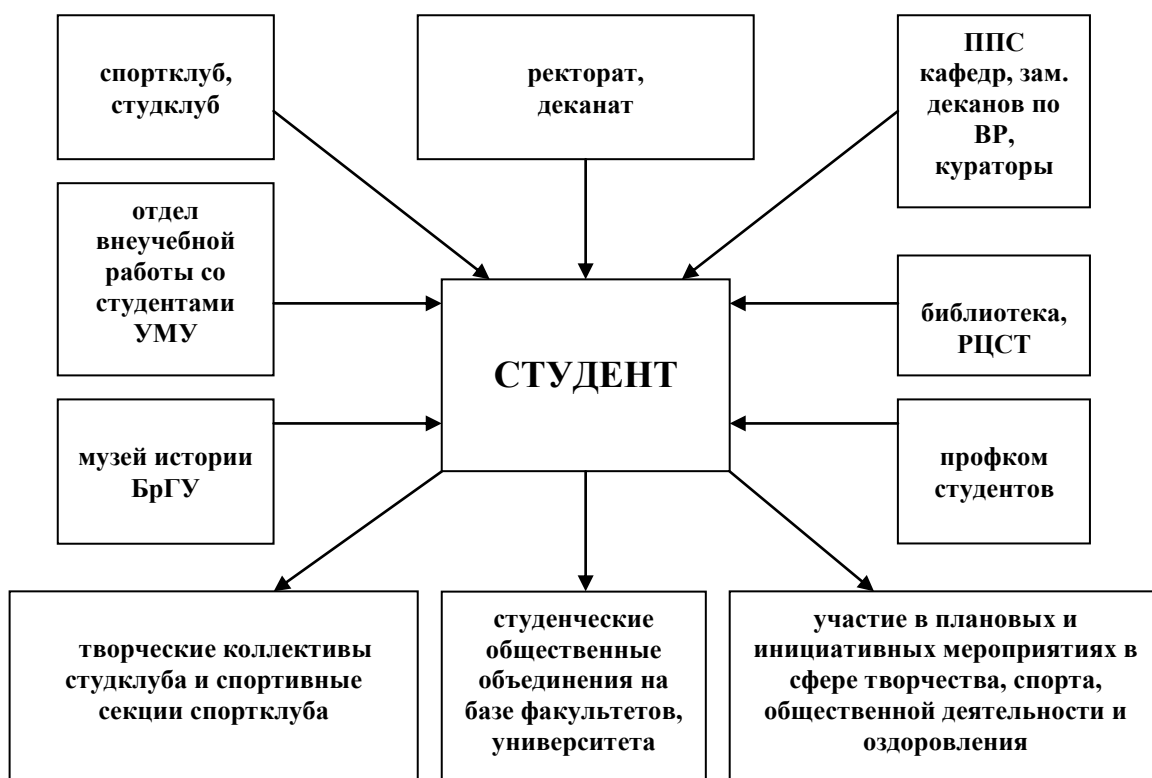 спортклуб,
студклуб
ректорат,
деканат
ППС
кафедр, зам.
деканов по
ВР,
кураторы
отдел
внеучебной
работы со
студентами
УМУ
СТУДЕНТ
библиотека,
РЦСТ
музей истории
БрГУ
профком
студентов
творческие коллективы
студклуба и спортивные
секции спортклуба
студенческие
общественные
объединения на
базе факультетов,
университета
участие в плановых и
инициативных мероприятиях в
сфере творчества, спорта,
общественной деятельности и
оздоровления